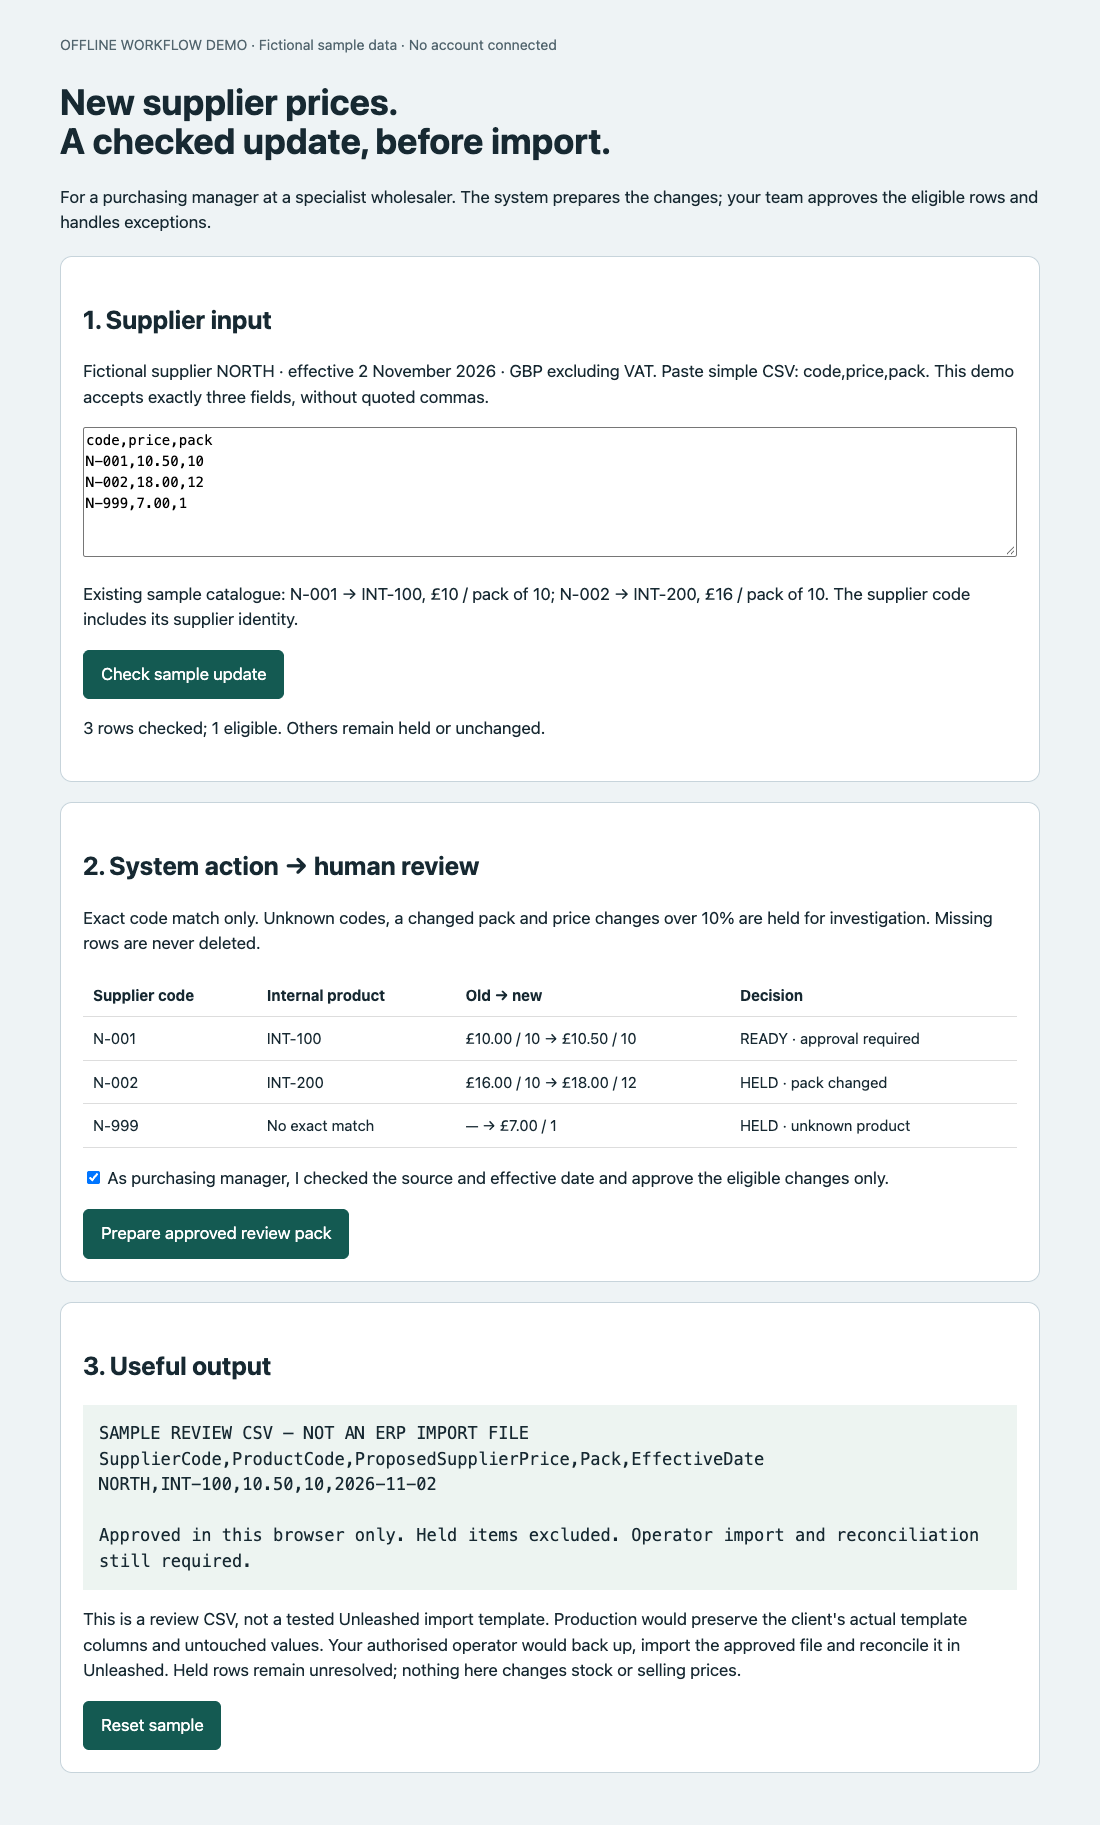 OFFLINE WORKFLOW DEMO · Fictional sample data · No account connected
New supplier prices.
A checked update, before import.
For a purchasing manager at a specialist wholesaler. The system prepares the changes; your team approves the eligible rows and
handles exceptions.
1. Supplier input
Fictional supplier NORTH · effective 2 November 2026 · GBP excluding VAT. Paste simple CSV: code,price,pack. This demo
accepts exactly three fields, without quoted commas.
code,price,pack
N-001,10.50,10
N-002,18.00,12
N-999,7.00,1
Existing sample catalogue: N-001 → INT-100, £10 / pack of 10; N-002 → INT-200, £16 / pack of 10. The supplier code
includes its supplier identity.
Check sample update
3 rows checked; 1 eligible. Others remain held or unchanged.
2. System action → human review
Exact code match only. Unknown codes, a changed pack and price changes over 10% are held for investigation. Missing
rows are never deleted.
Supplier code Internal product Old → new Decision
N-001 INT-100 £10.00 / 10 → £10.50 / 10 READY · approval required
N-002 INT-200 £16.00 / 10 → £18.00 / 12 HELD · pack changed
N-999 No exact match — → £7.00 / 1 HELD · unknown product
As purchasing manager, I checked the source and effective date and approve the eligible changes only.
Prepare approved review pack
3. Useful output
SAMPLE REVIEW CSV — NOT AN ERP IMPORT FILE
SupplierCode,ProductCode,ProposedSupplierPrice,Pack,EffectiveDate
NORTH,INT-100,10.50,10,2026-11-02
Approved in this browser only. Held items excluded. Operator import and reconciliation
still required.
This is a review CSV, not a tested Unleashed import template. Production would preserve the client's actual template
columns and untouched values. Your authorised operator would back up, import the approved file and reconcile it in
Unleashed. Held rows remain unresolved; nothing here changes stock or selling prices.
Reset sample